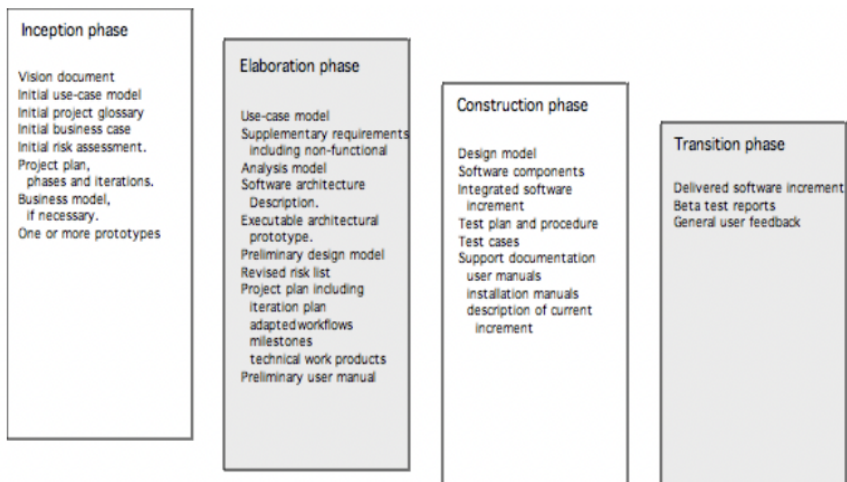 Inception phase
Vision document
Initial use-case model
Initial project glossary
Initial business case
Initial risk assessment.
Project plan,
phases and iterations.
Business model,
if necessary.
One or more prototypes
Elaboration phase
Use-case model
Supplementary requirements
including non-functional
Analysis model
Software architecture
Description.
Executable architectural
prototype.
Preliminary design model
Revised risk list
Project plan including
iteration plan
adapted workflows
milestones
technical work products
Preliminary user manual
Construction phase
Design model
Software components
Integrated software
increment
Test plan and procedure
Test cases
Support documentation
user manuals
installation manuals
description of current
increment
Transition phase
Delivered software increment
Beta test reports
General user feedback